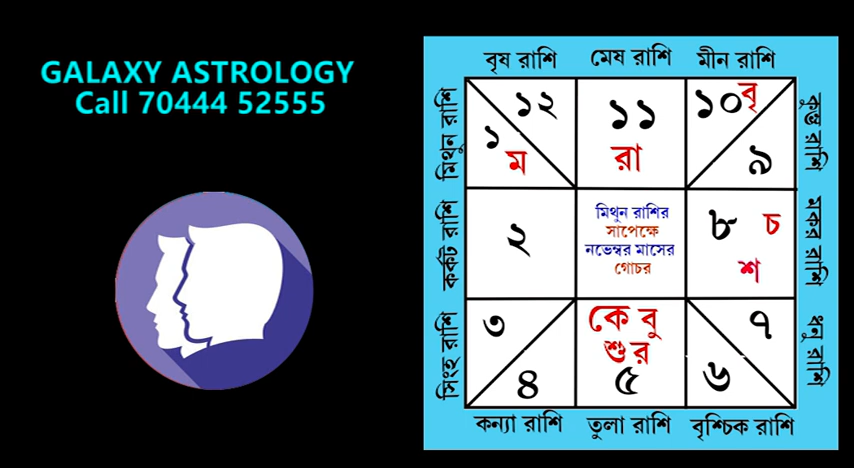 GALAXY ASTROLOGY
Call 70444 52555
বৃষ রাশি
মেষ রাশি
মীন রাশি
মিথুন রাশি
১২
১
ম
১১
রা
১০
বৃ
৯
কুম্ভ রাশি
কর্কট রাশি
২
মিথুন রাশির
সাপেক্ষে
নভেম্বর মাসের
গোচর
৮
চ
শ
মকর রাশি
সিংহ রাশি
৩
৪
কে বু
শু র
৫
৭
৬
ধনু রাশি
কন্যা রাশি
তুলা রাশি
বৃশ্চিক রাশি